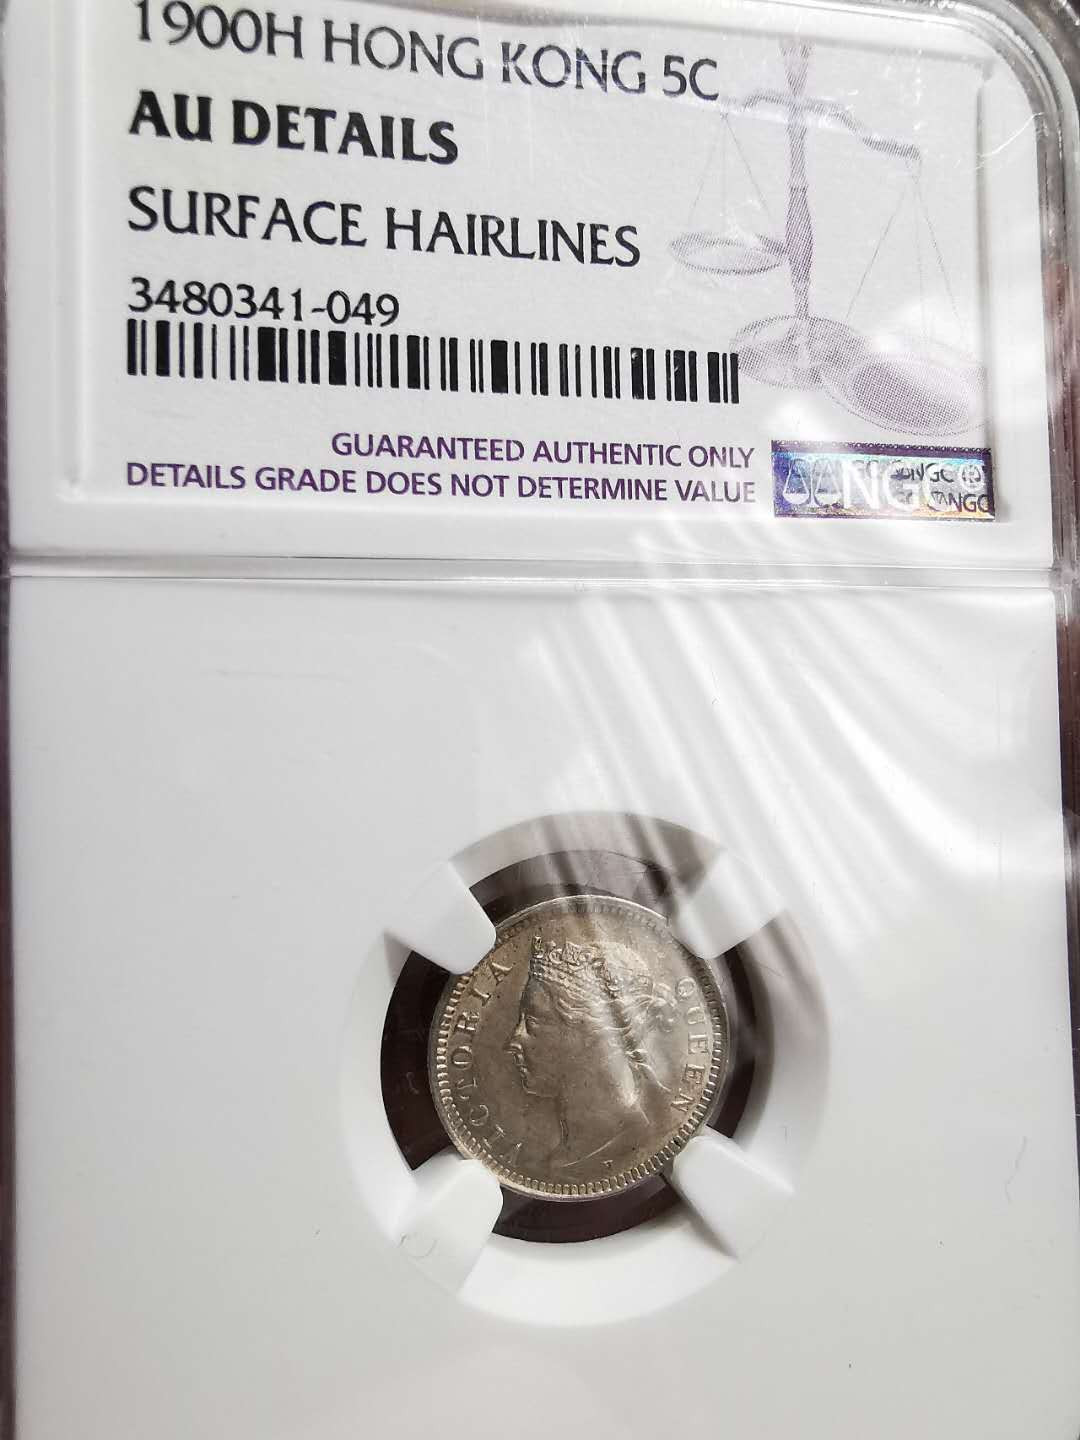 1900H HONG KONG 5C
AU DETAILS
SURFACE HAIRLINES
3480341-049
GUARANTEED AUTHENTIC ONLY
DETAILS GRADE DOES NOT DETERMINE VALUE
NGC
VICTORIA QUEEN